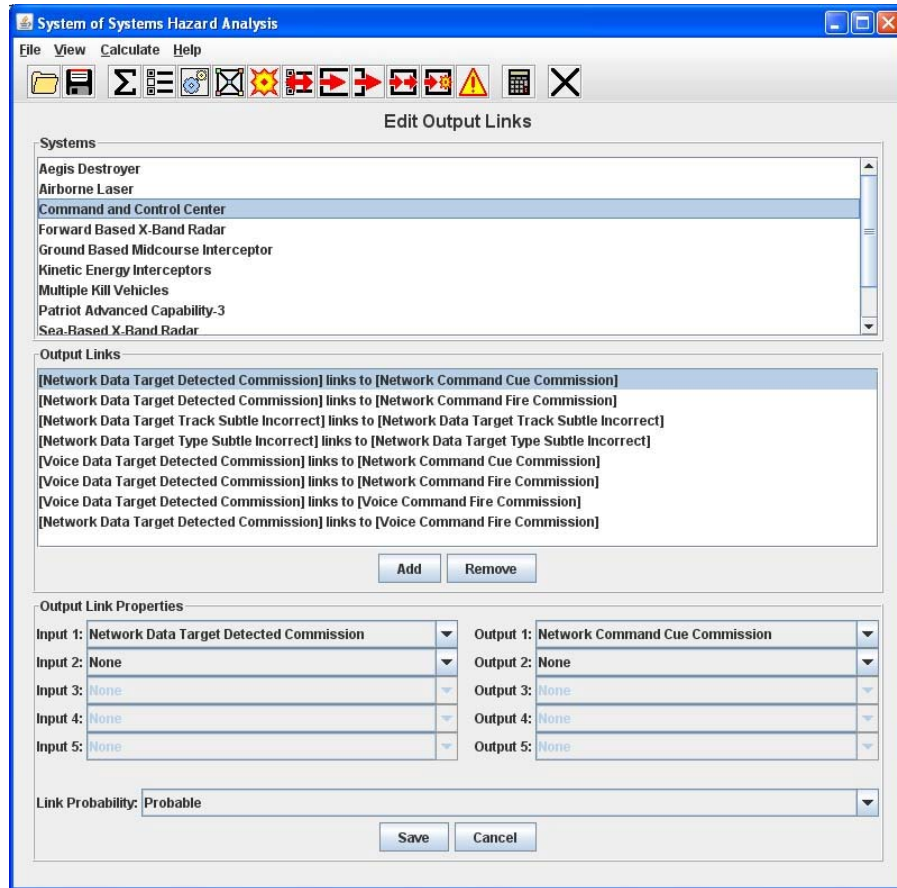 System of Systems Hazard Analysis
File View Calculate Help
Edit Output Links
Systems
Aegis Destroyer
Airborne Laser
Command and Control Center
Forward Based X-Band Radar
Ground Based Midcourse Interceptor
Kinetic Energy Interceptors
Multiple Kill Vehicles
Patriot Advanced Capability-3
Sea-Based X-Band Radar
Output Links
[Network Data Target Detected Commission] links to [Network Command Cue Commission]
[Network Data Target Detected Commission] links to [Network Command Fire Commission]
[Network Data Target Track Subtle Incorrect] links to [Network Data Target Track Subtle Incorrect]
[Network Data Target Type Subtle Incorrect] links to [Network Data Target Type Subtle Incorrect]
[Voice Data Target Detected Commission] links to [Network Command Cue Commission]
[Voice Data Target Detected Commission] links to [Network Command Fire Commission]
[Voice Data Target Detected Commission] links to [Voice Command Fire Commission]
[Network Data Target Detected Commission] links to [Voice Command Fire Commission]
Add Remove
Output Link Properties
Input 1: Network Data Target Detected Commission Output 1: Network Command Cue Commission
Input 2: None Output 2: None
Input 3: None Output 3: None
Input 4: None Output 4: None
Input 5: None Output 5: None
Link Probability: Probable
Save Cancel